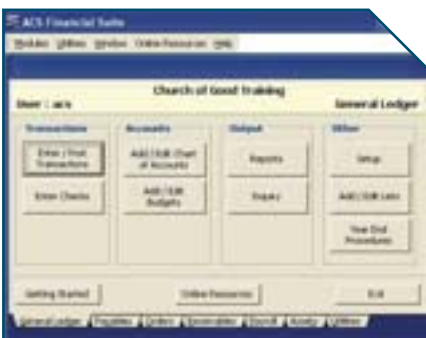 ACS Financial Suite
Modules Utilities Window Online Resources Help
Church of Good Training
User : acs
General Ledger
Transactions Accounts Output Other
Enter / Post Transactions
Add / Edit Chart of Accounts
Reports
Setup
Enter Checks
Add / Edit Budgets
Inquiry
Add / Edit Lists
Year End Procedures
Getting Started Online Resources Exit
General Ledger Payables Orders Receivables Payroll Assets Utilities